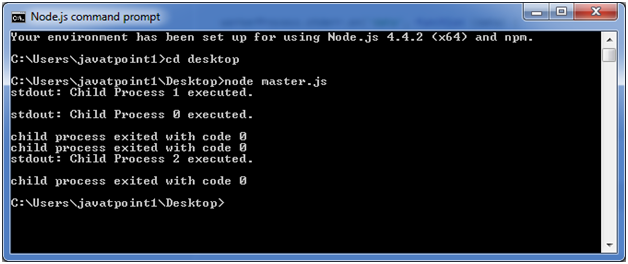 Node.js command prompt
Your environment has been set up for using Node.js 4.4.2 (x64) and npm.
C:\Users\javatpoint1>cd desktop
C:\Users\javatpoint1\Desktop>node master.js
stdout: Child Process 1 executed.
stdout: Child Process 0 executed.
child process exited with code 0
child process exited with code 0
stdout: Child Process 2 executed.
child process exited with code 0
C:\Users\javatpoint1\Desktop>